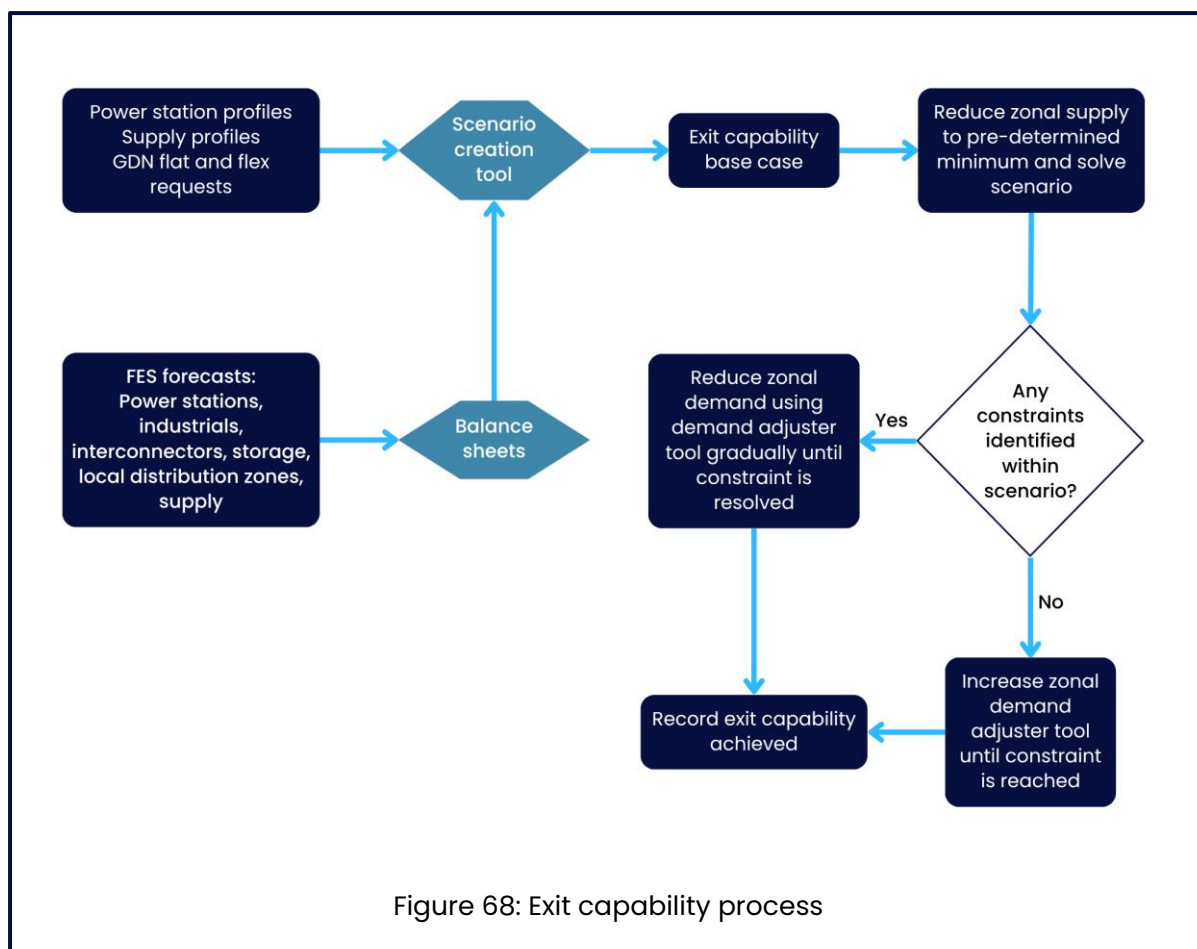 Power station profiles
Supply profiles
GDN flat and flex
requests
Scenario
creation
tool
Exit capability
base case
Reduce zonal supply
to pre-determined
minimum and solve
scenario
FES forecasts:
Power stations,
industrials,
interconnectors, storage,
local distribution zones,
supply
Balance
sheets
Reduce zonal
demand using
demand adjuster
tool gradually until
constraint is
resolved
Yes
Any
constraints
identified
within
scenario?
No
Record exit capability
achieved
Increase zonal
demand
adjuster tool
until constraint
is reached
Figure 68: Exit capability process